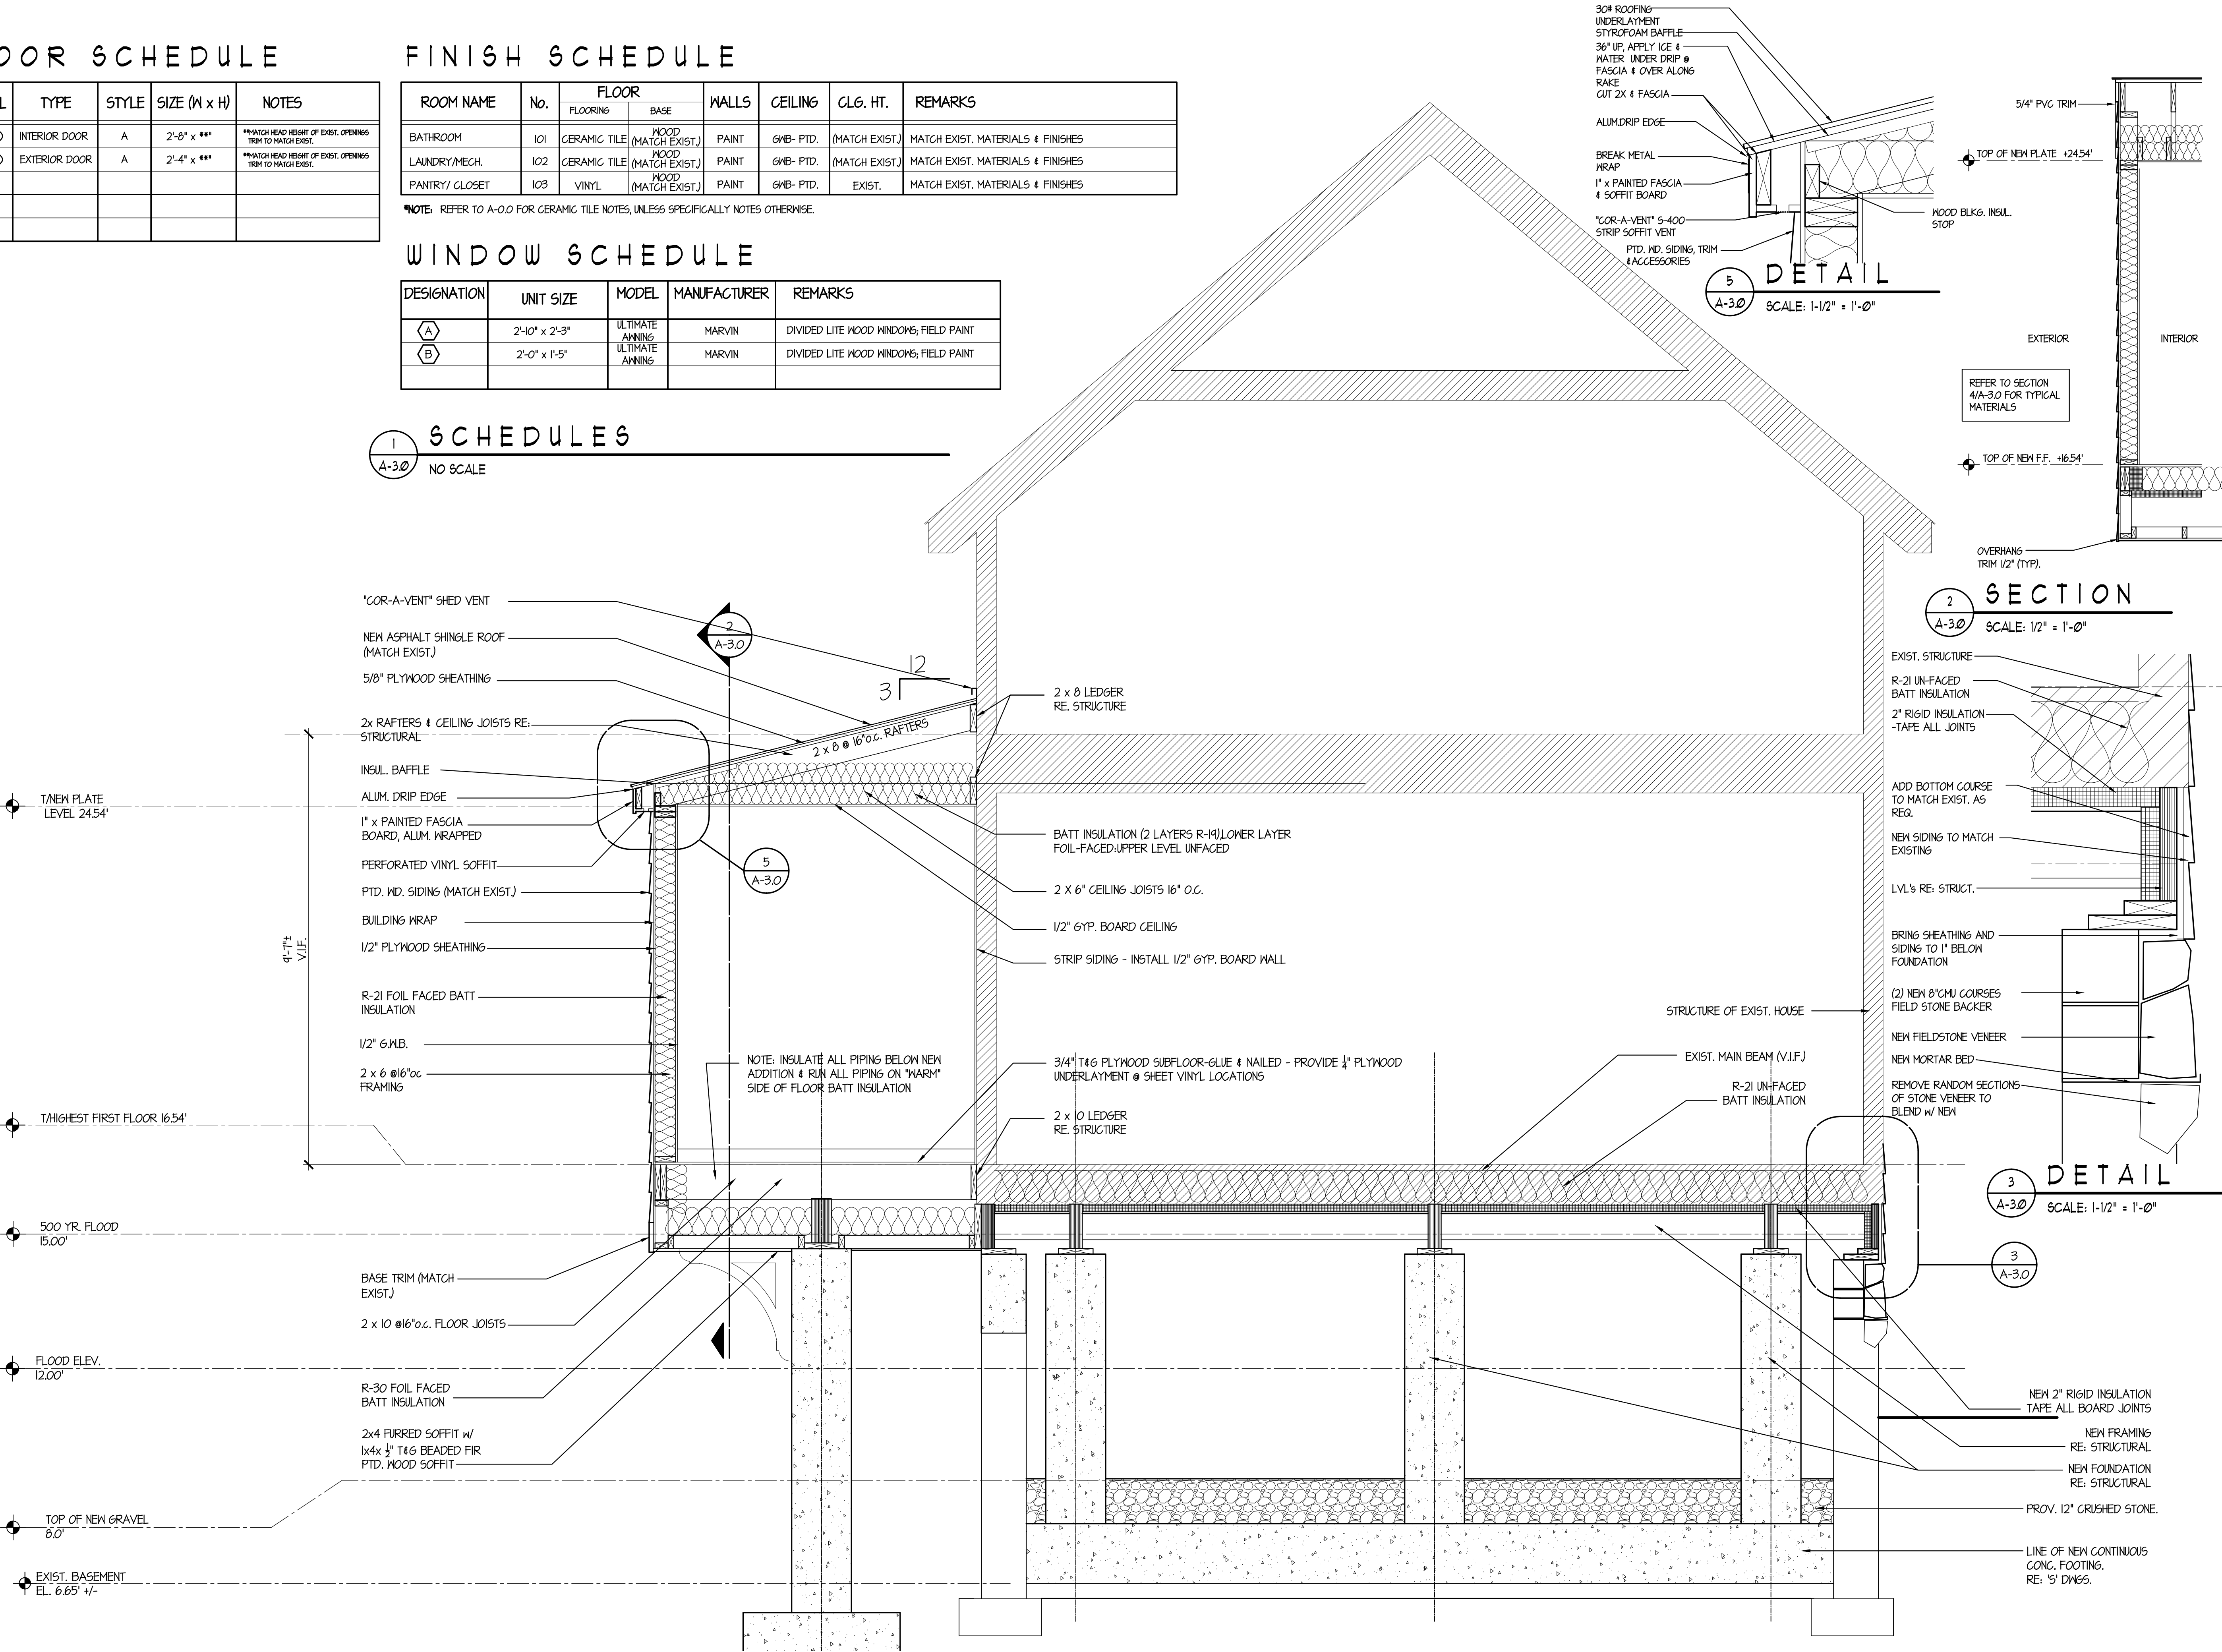 OOR SCHEDULE
L TYPE STYLE SIZE (W x H) NOTES
INTERIOR DOOR A 2'-8" x **" **MATCH HEAD HEIGHT OF EXIST. OPENINGS
TRIM TO MATCH EXIST.
EXTERIOR DOOR A 2'-4" x **" **MATCH HEAD HEIGHT OF EXIST. OPENINGS
TRIM TO MATCH EXIST.
FINISH SCHEDULE
ROOM NAME No. FLOOR WALLS CEILING CLG. HT. REMARKS
FLOORING BASE
BATHROOM 101 CERAMIC TILE WOOD (MATCH EXIST.) PAINT GWB- PTD. (MATCH EXIST.) MATCH EXIST. MATERIALS & FINISHES
LAUNDRY/MECH. 102 CERAMIC TILE WOOD (MATCH EXIST.) PAINT GWB- PTD. (MATCH EXIST.) MATCH EXIST. MATERIALS & FINISHES
PANTRY/ CLOSET 103 VINYL WOOD (MATCH EXIST.) PAINT GWB- PTD. EXIST. MATCH EXIST. MATERIALS & FINISHES
*NOTE: REFER TO A-0.0 FOR CERAMIC TILE NOTES, UNLESS SPECIFICALLY NOTES OTHERWISE.
WINDOW SCHEDULE
DESIGNATION UNIT SIZE MODEL MANUFACTURER REMARKS
A 2'-10" x 2'-3" ULTIMATE AWNING MARVIN DIVIDED LITE WOOD WINDOWS; FIELD PAINT
B 2'-0" x 1'-5" ULTIMATE AWNING MARVIN DIVIDED LITE WOOD WINDOWS; FIELD PAINT
1
A-3.0
SCHEDULES
NO SCALE
30# ROOFING
UNDERLAYMENT
STYROFOAM BAFFLE
36" UP, APPLY ICE &
WATER UNDER DRIP @
FASCIA & OVER ALONG
RAKE
CUT 2X & FASCIA
ALUM.DRIP EDGE
BREAK METAL
WRAP
1" x PAINTED FASCIA
& SOFFIT BOARD
"COR-A-VENT" S-400
STRIP SOFFIT VENT
PTD. WD. SIDING, TRIM
&ACCESSORIES
WOOD BLKG. INSUL.
STOP
5
A-3.0
DETAIL
SCALE: 1-1/2" = 1'-0"
5/4" PVC TRIM
TOP OF NEW PLATE +24.54'
EXTERIOR
INTERIOR
REFER TO SECTION
4/A-3.0 FOR TYPICAL
MATERIALS
TOP OF NEW F.F. +16.54'
OVERHANG
TRIM 1/2" (TYP).
2
A-3.0
SECTION
SCALE: 1/2" = 1'-0"
"COR-A-VENT" SHED VENT
NEW ASPHALT SHINGLE ROOF
(MATCH EXIST.)
5/8" PLYWOOD SHEATHING
2x RAFTERS & CEILING JOISTS RE:
STRUCTURAL
INSUL. BAFFLE
ALUM. DRIP EDGE
1" x PAINTED FASCIA
BOARD, ALUM. WRAPPED
PERFORATED VINYL SOFFIT
PTD. WD. SIDING (MATCH EXIST.)
BUILDING WRAP
1/2" PLYWOOD SHEATHING
R-21 FOIL FACED BATT
INSULATION
1/2" G.W.B.
2 x 6 @16"oc
FRAMING
2
A-3.0
12
3
2 x 8 @ 16"o.c. RAFTERS
5
A-3.0
2 x 8 LEDGER
RE. STRUCTURE
BATT INSULATION (2 LAYERS R-19),LOWER LAYER
FOIL-FACED:UPPER LEVEL UNFACED
2 X 6" CEILING JOISTS 16" O.C.
1/2" GYP. BOARD CEILING
STRIP SIDING - INSTALL 1/2" GYP. BOARD WALL
STRUCTURE OF EXIST. HOUSE
NOTE: INSULATE ALL PIPING BELOW NEW
ADDITION & RUN ALL PIPING ON "WARM"
SIDE OF FLOOR BATT INSULATION
3/4" T&G PLYWOOD SUBFLOOR-GLUE & NAILED - PROVIDE 1/4" PLYWOOD
UNDERLAYMENT @ SHEET VINYL LOCATIONS
2 x 10 LEDGER
RE. STRUCTURE
EXIST. MAIN BEAM (V.I.F.)
R-21 UN-FACED
BATT INSULATION
9'-7"±
V.I.F.
T/NEW PLATE
LEVEL 24.54'
T/HIGHEST FIRST FLOOR 16.54'
500 YR. FLOOD
15.00'
FLOOD ELEV.
12.00'
TOP OF NEW GRAVEL
8.0'
EXIST. BASEMENT
EL. 6.65' +/-
BASE TRIM (MATCH
EXIST.)
2 x 10 @16"o.c. FLOOR JOISTS
R-30 FOIL FACED
BATT INSULATION
2x4 FURRED SOFFIT w/
1x4x 1/2" T&G BEADED FIR
PTD. WOOD SOFFIT
EXIST. STRUCTURE
R-21 UN-FACED
BATT INSULATION
2" RIGID INSULATION
-TAPE ALL JOINTS
ADD BOTTOM COURSE
TO MATCH EXIST. AS
REQ.
NEW SIDING TO MATCH
EXISTING
LVL's RE: STRUCT.
BRING SHEATHING AND
SIDING TO 1" BELOW
FOUNDATION
(2) NEW 8"CMU COURSES
FIELD STONE BACKER
NEW FIELDSTONE VENEER
NEW MORTAR BED
REMOVE RANDOM SECTIONS
OF STONE VENEER TO
BLEND w/ NEW
3
A-3.0
DETAIL
SCALE: 1-1/2" = 1'-0"
3
A-3.0
NEW 2" RIGID INSULATION
TAPE ALL BOARD JOINTS
NEW FRAMING
RE: STRUCTURAL
NEW FOUNDATION
RE: STRUCTURAL
PROV. 12" CRUSHED STONE.
LINE OF NEW CONTINUOUS
CONC. FOOTING.
RE: 'S' DWGS.